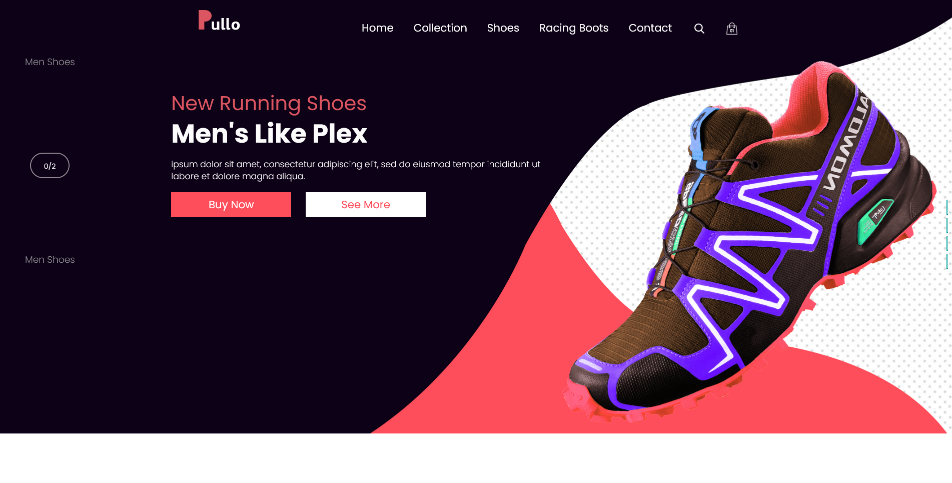 Pullo
Home Collection Shoes Racing Boots Contact
Men Shoes
New Running Shoes
Men's Like Plex
0/2
ipsum dolor sit amet, consectetur adipiscing elit, sed do eiusmod tempor incididunt ut
labore et dolore magna aliqua.
Buy Now See More
Men Shoes